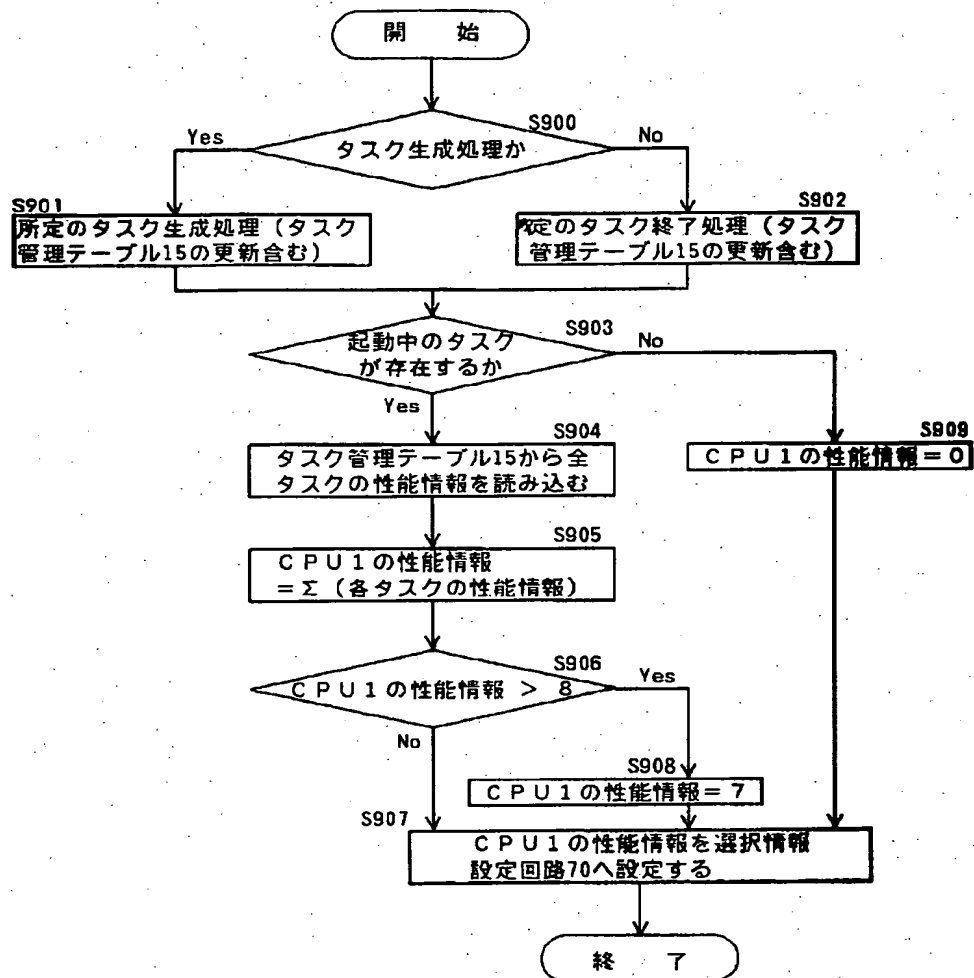 開 始
S900
Yes
タスク生成処理か
No
S901
所定のタスク生成処理（タスク
管理テーブル15の更新含む）
S902
定のタスク終了処理（タスク
管理テーブル15の更新含む）
S903
起動中のタスク
が存在するか
No
Yes
S904
タスク管理テーブル15から全
タスクの性能情報を読み込む
S909
CPU1の性能情報＝0
S905
CPU1の性能情報
＝Σ（各タスクの性能情報）
S906
CPU1の性能情報 ＞ 8
Yes
No
S908
CPU1の性能情報＝7
S907
CPU1の性能情報を選択情報
設定回路70へ設定する
終 了